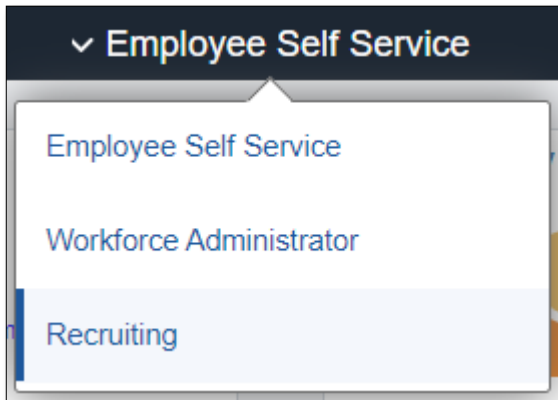 Employee Self Service
Employee Self Service
Workforce Administrator
Recruiting